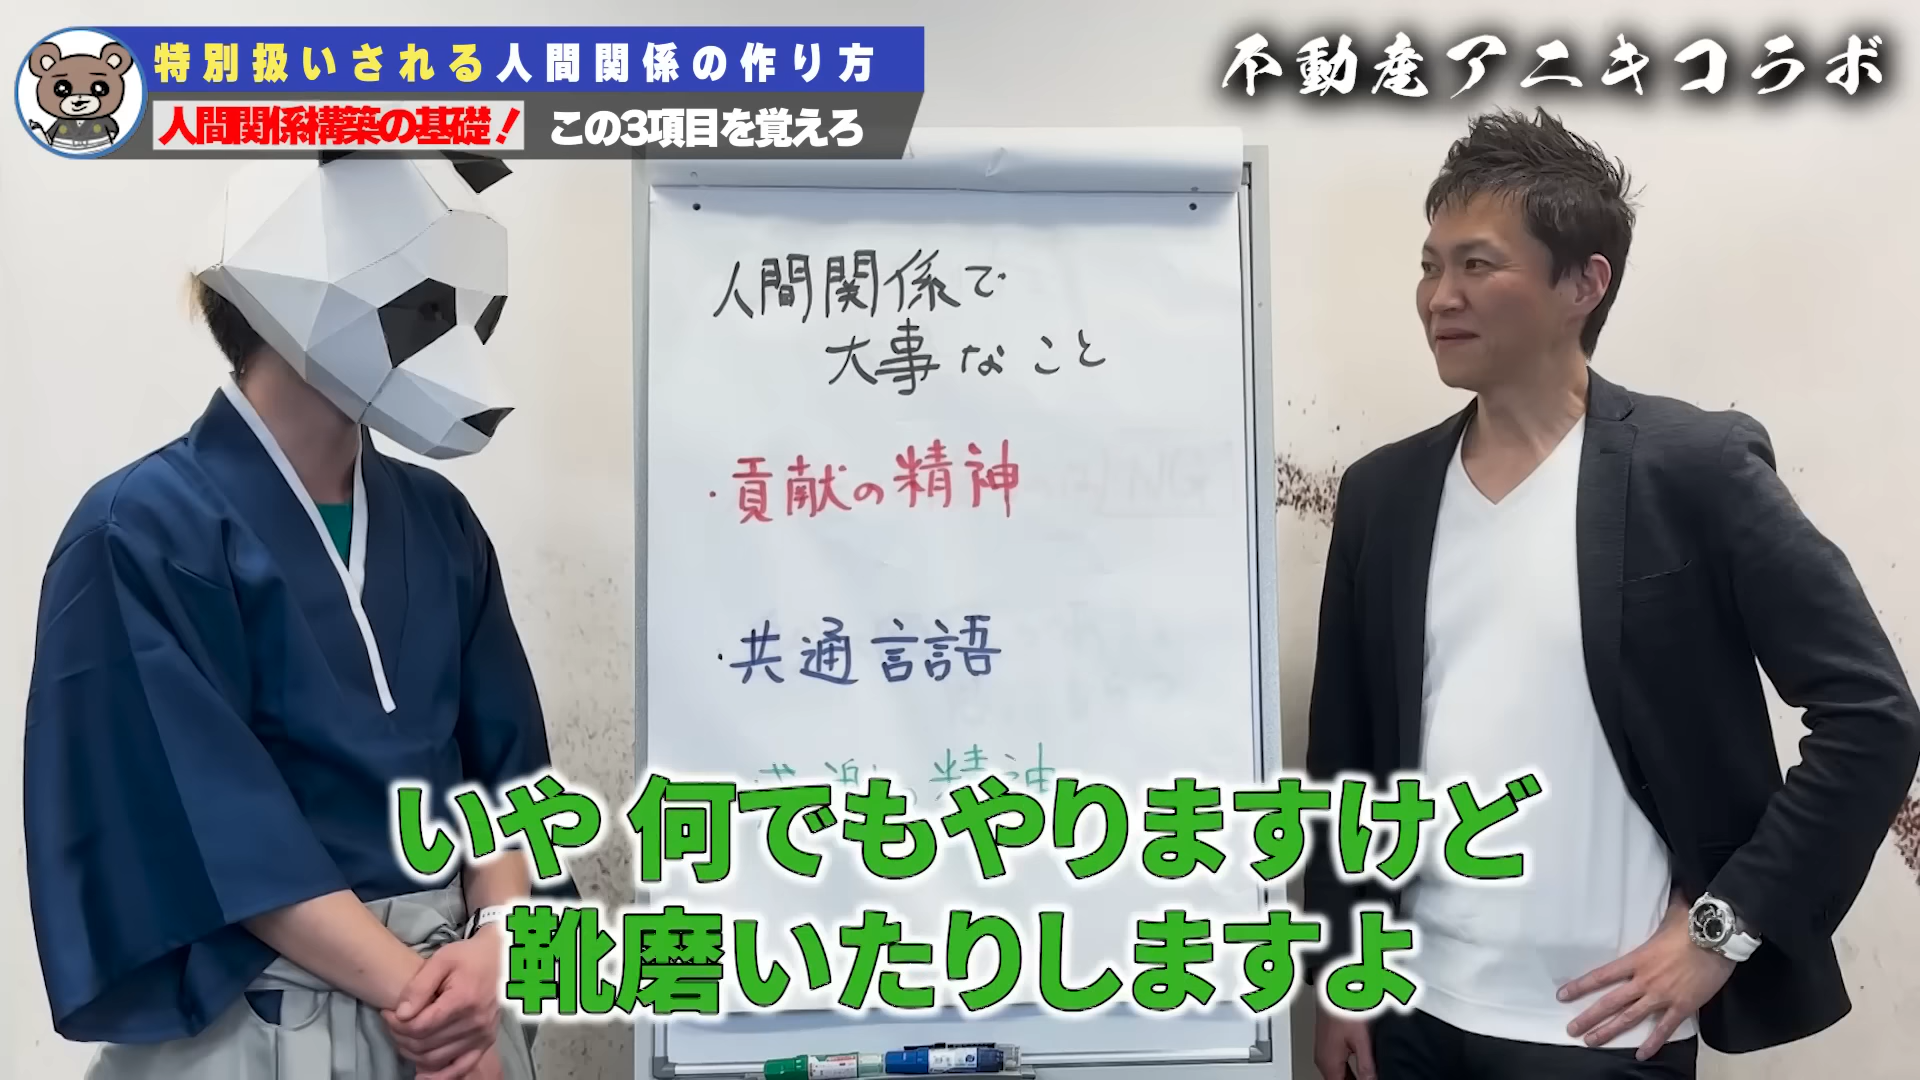 特別扱いされる人間関係の作り方
人間関係構築の基礎! この3項目を覚えろ
不動産アニキコラボ
人間関係で
大事なこと
・貢献の精神
・共通言語
の精神
いや 何でもやりますけど
靴磨いたりしますよ